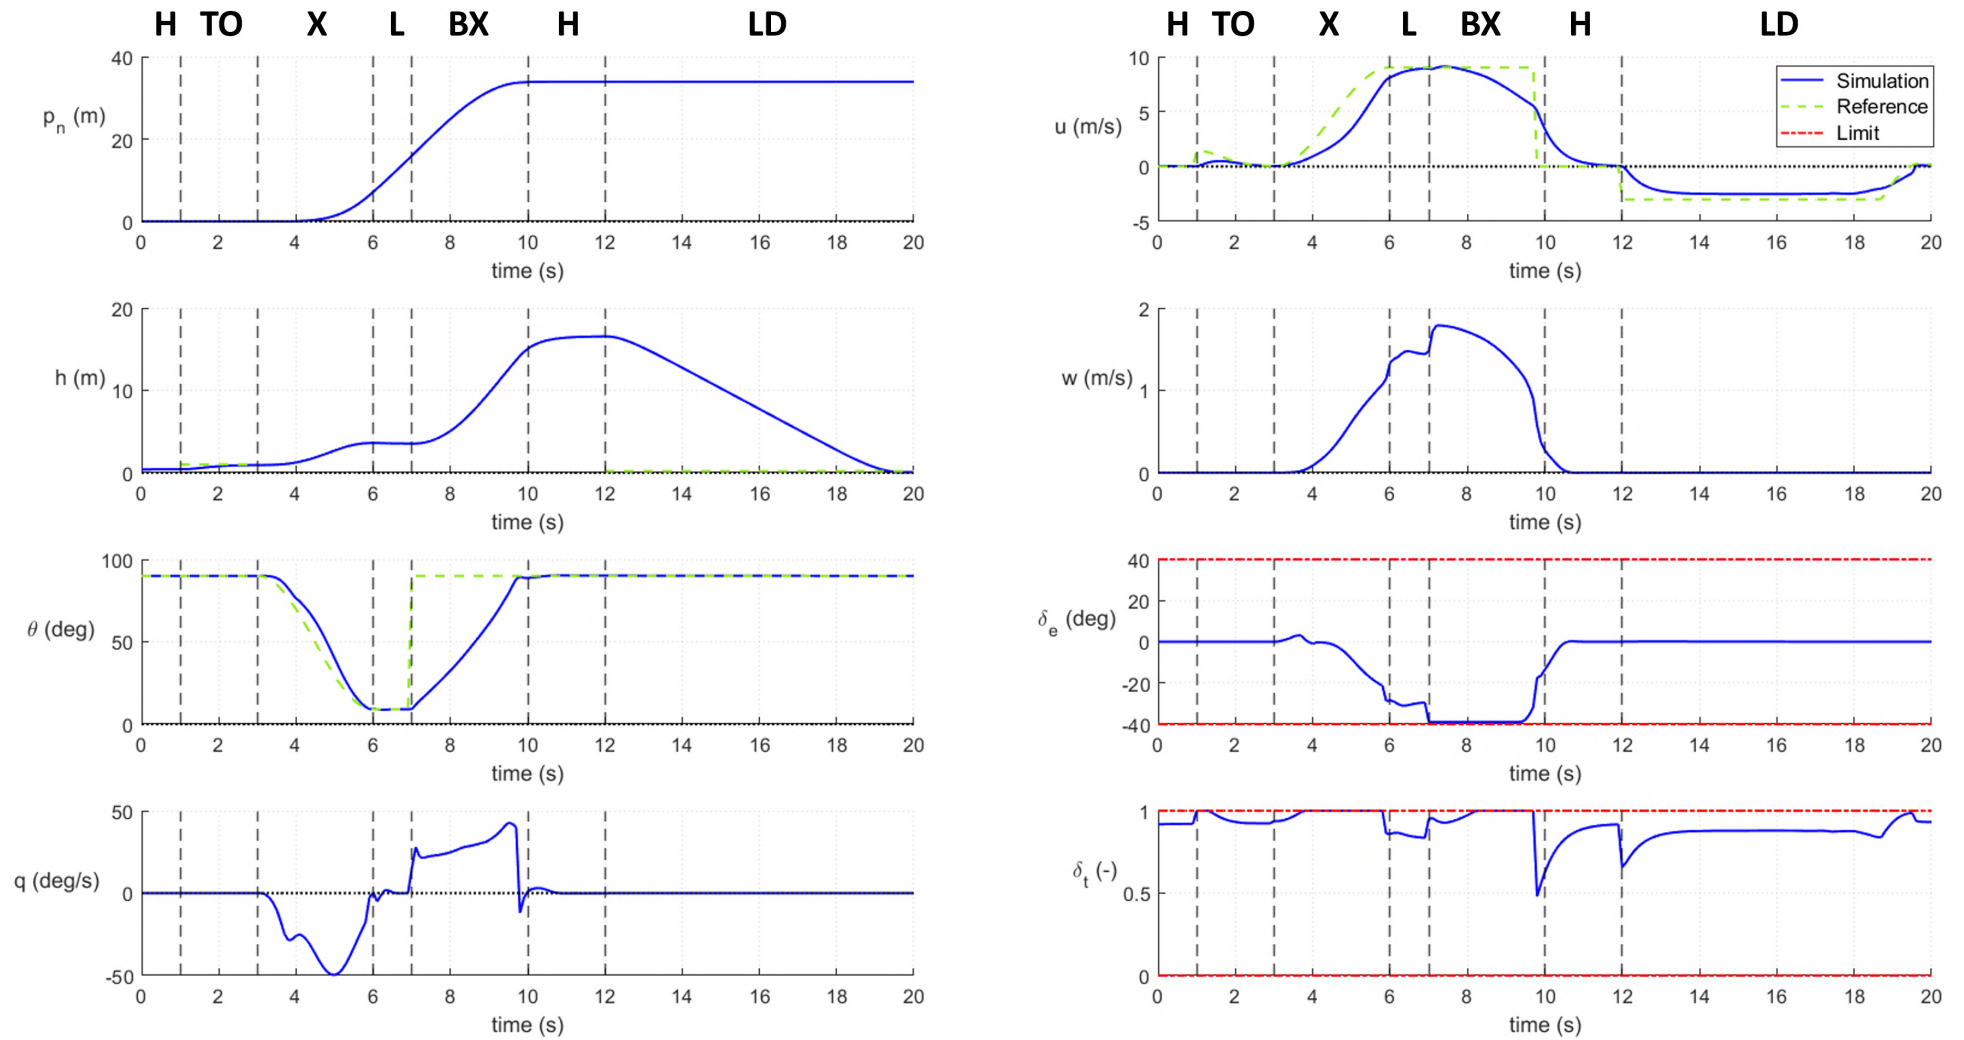 H TO X L BX H LD
40
20
0
p_n (m)
0 2 4 6 8 10 12 14 16 18 20
time (s)
20
10
0
h (m)
0 2 4 6 8 10 12 14 16 18 20
time (s)
100
50
0
θ (deg)
0 2 4 6 8 10 12 14 16 18 20
time (s)
50
0
-50
q (deg/s)
0 2 4 6 8 10 12 14 16 18 20
time (s)
H TO X L BX H LD
10
5
0
-5
u (m/s)
Simulation
Reference
Limit
0 2 4 6 8 10 12 14 16 18 20
time (s)
2
1
0
w (m/s)
0 2 4 6 8 10 12 14 16 18 20
time (s)
40
20
0
-20
-40
δ_e (deg)
0 2 4 6 8 10 12 14 16 18 20
time (s)
1
0.5
0
δ_t (-)
0 2 4 6 8 10 12 14 16 18 20
time (s)